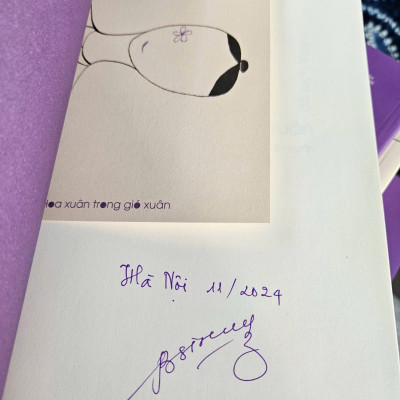 Hoa xuân trong gió xuân
Hà Nội 11/2024